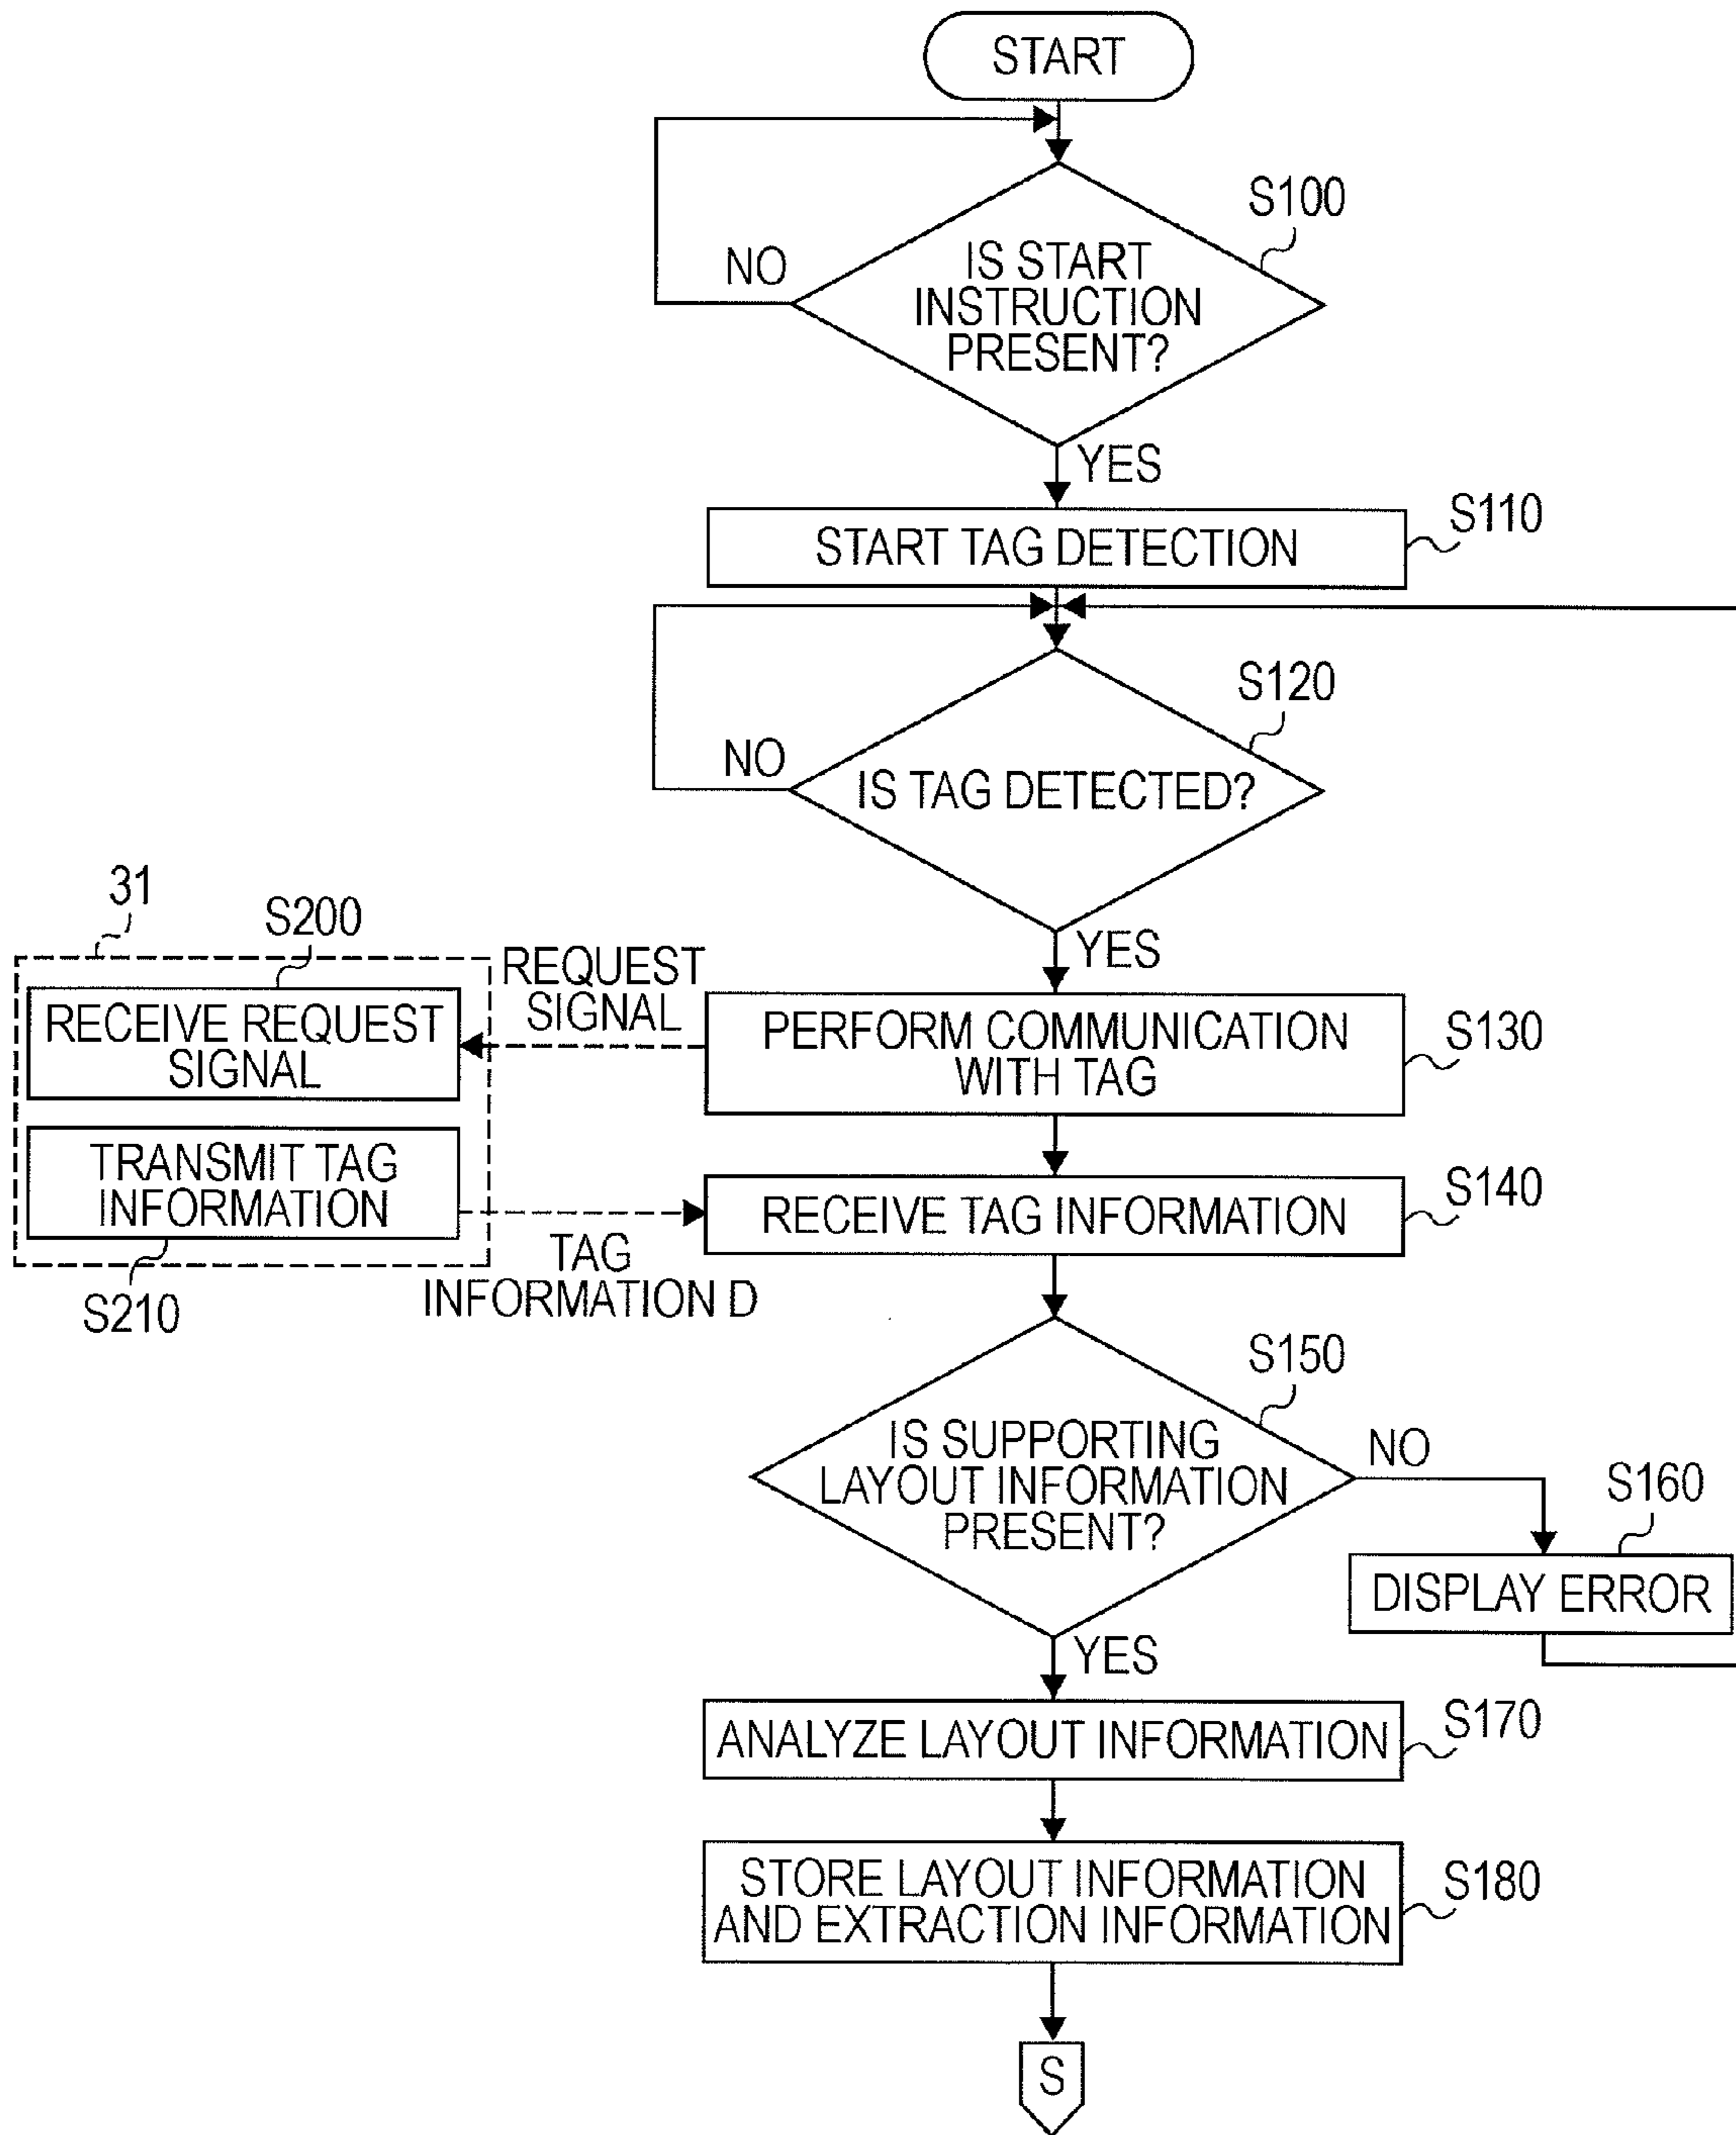 START
S100
NO
IS START
INSTRUCTION
PRESENT?
YES
S110
START TAG DETECTION
S120
NO
IS TAG DETECTED?
31
S200
YES
REQUEST
SIGNAL
RECEIVE REQUEST
SIGNAL
PERFORM COMMUNICATION
WITH TAG
S130
TRANSMIT TAG
INFORMATION
RECEIVE TAG INFORMATION
S140
TAG
INFORMATION D
S210
S150
IS SUPPORTING
LAYOUT INFORMATION
PRESENT?
NO
S160
DISPLAY ERROR
YES
ANALYZE LAYOUT INFORMATION
S170
STORE LAYOUT INFORMATION
AND EXTRACTION INFORMATION
S180
S